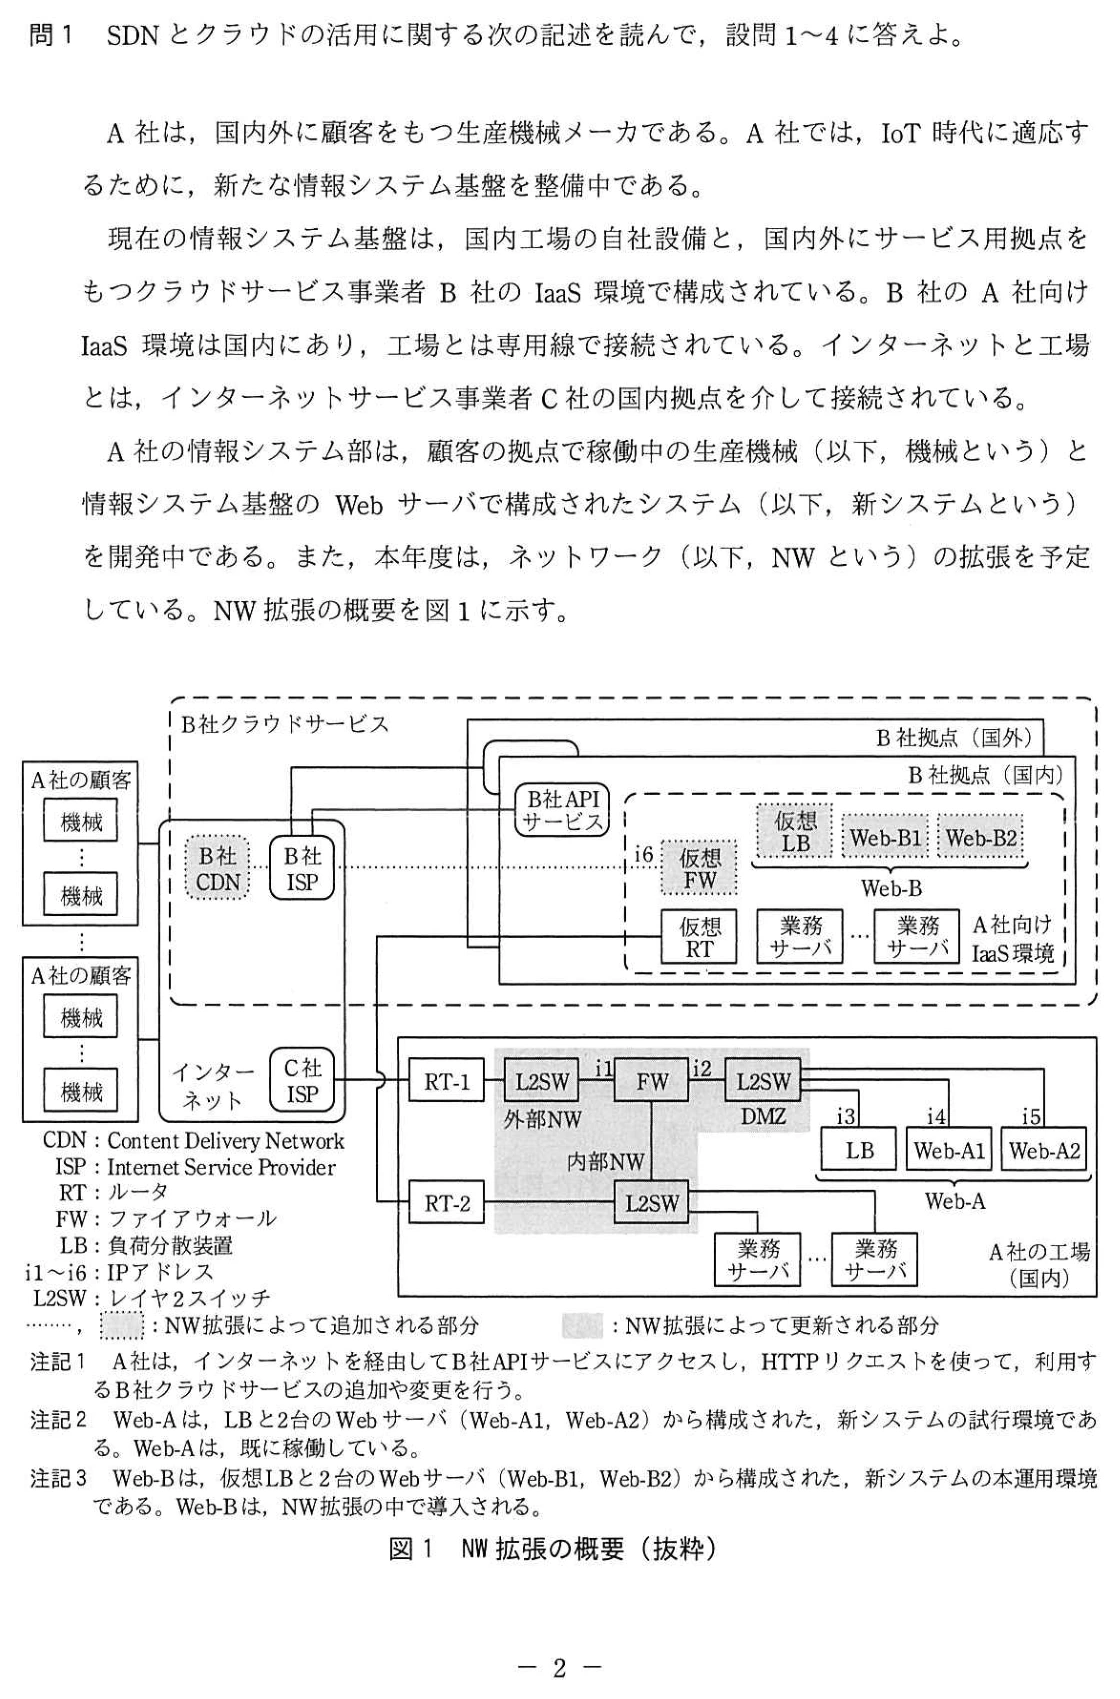 問1　SDNとクラウドの活用に関する次の記述を読んで，設問1～4に答えよ。
A社は，国内外に顧客をもつ生産機械メーカである。A社では，IoT 時代に適応す
るために，新たな情報システム基盤を整備中である。
現在の情報システム基盤は，国内工場の自社設備と，国内外にサービス用拠点を
もつクラウドサービス事業者 B 社の IaaS 環境で構成されている。B 社の A 社向け
IaaS 環境は国内にあり，工場とは専用線で接続されている。インターネットと工場
とは，インターネットサービス事業者C社の国内拠点を介して接続されている。
A 社の情報システム部は，顧客の拠点で稼働中の生産機械（以下，機械という）と
情報システム基盤の Web サーバで構成されたシステム（以下，新システムという）
を開発中である。また，本年度は，ネットワーク（以下，NW という）の拡張を予定
している。NW拡張の概要を図1に示す。
B社クラウドサービス
B社拠点（国外）
B社拠点（国内）
A社の顧客
機械
⋮
機械
⋮
A社の顧客
機械
⋮
機械
B社
CDN
B社
ISP
B社API
サービス
i6
仮想
FW
仮想
LB
Web-B1
Web-B2
Web-B
仮想
RT
業務
サーバ
…
業務
サーバ
A社向け
IaaS環境
インター
ネット
C社
ISP
RT-1
L2SW
i1
FW
i2
L2SW
外部NW
DMZ
内部NW
i3
i4
i5
LB
Web-A1
Web-A2
Web-A
RT-2
L2SW
業務
サーバ
…
業務
サーバ
A社の工場
（国内）
CDN：Content Delivery Network
ISP：Internet Service Provider
RT：ルータ
FW：ファイアウォール
LB：負荷分散装置
i1～i6：IPアドレス
L2SW：レイヤ2スイッチ
………，　：NW拡張によって追加される部分　　：NW拡張によって更新される部分
注記1　A社は，インターネットを経由してB社APIサービスにアクセスし，HTTPリクエストを使って，利用す
るB社クラウドサービスの追加や変更を行う。
注記2　Web-Aは，LBと2台のWebサーバ（Web-A1，Web-A2）から構成された，新システムの試行環境であ
る。Web-Aは，既に稼働している。
注記3　Web-Bは，仮想LBと2台のWebサーバ（Web-B1，Web-B2）から構成された，新システムの本運用環境
である。Web-Bは，NW拡張の中で導入される。
図1　NW拡張の概要（抜粋）
－ 2 －